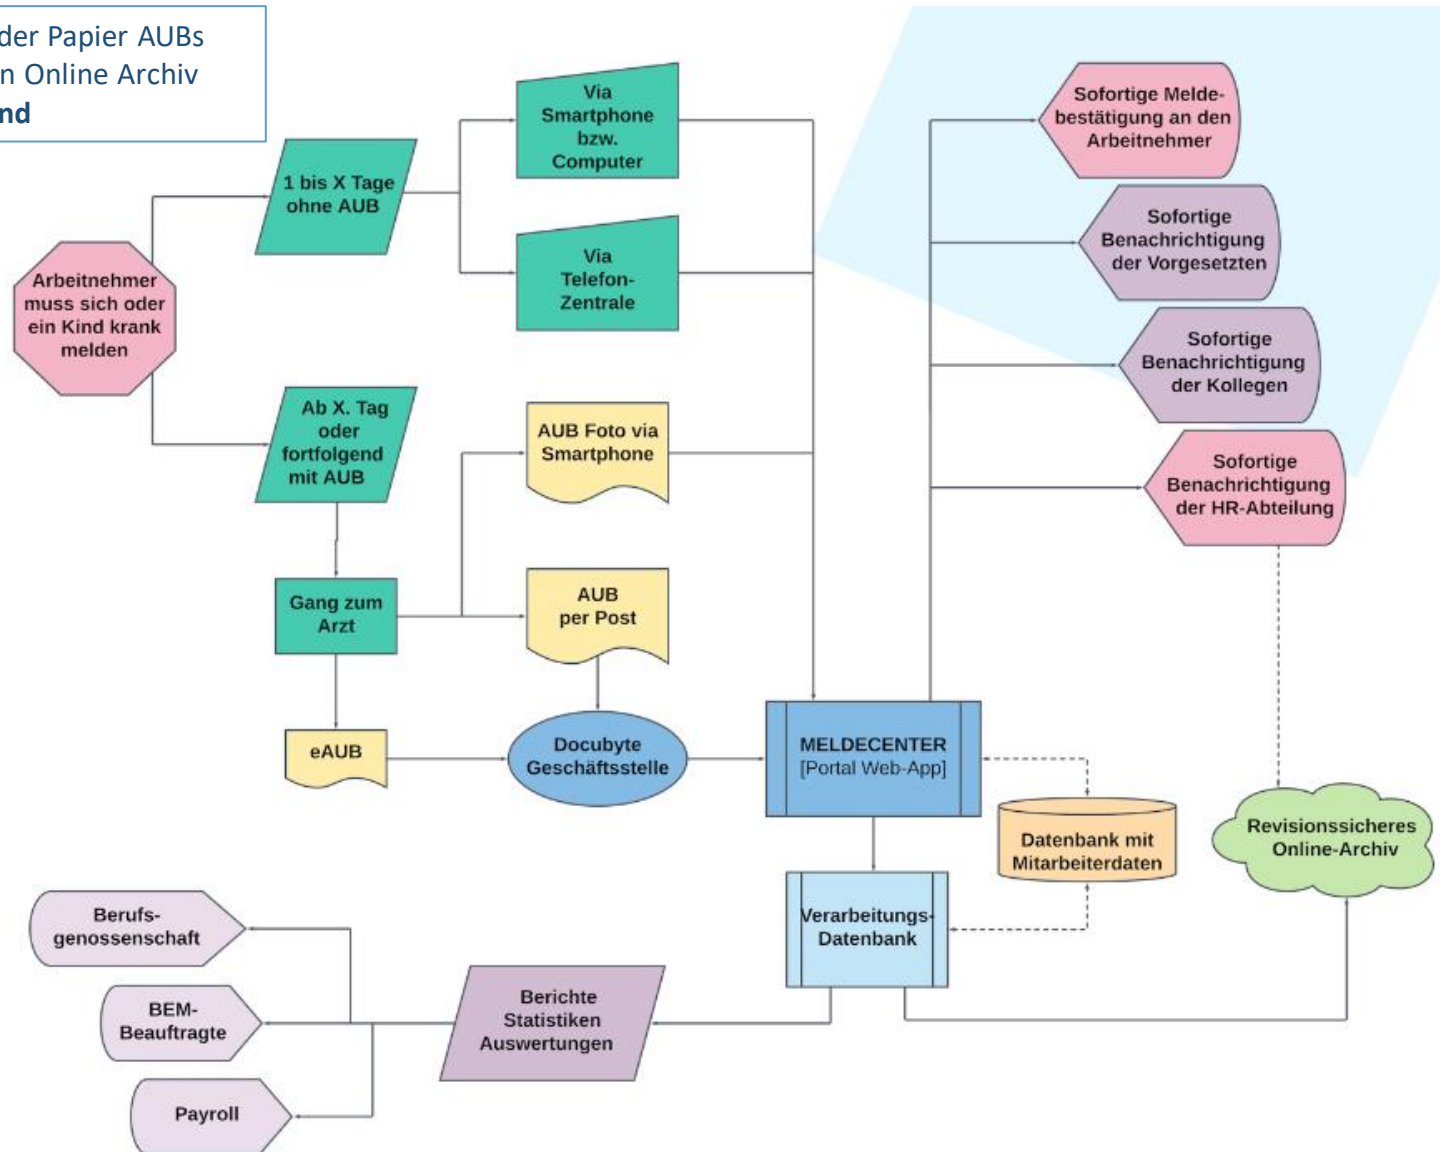 der Papier AUBs
n Online Archiv
nd
Via
Smartphone
bzw.
Computer
1 bis X Tage
ohne AUB
Via
Telefon-
Zentrale
Arbeitnehmer
muss sich oder
ein Kind krank
melden
Ab X. Tag
oder
fortfolgend
mit AUB
AUB Foto via
Smartphone
Gang zum
Arzt
AUB
per Post
eAUB
Docubyte
Geschäftsstelle
MELDECENTER
[Portal Web-App]
Sofortige Melde-
bestätigung an den
Arbeitnehmer
Sofortige
Benachrichtigung
der Vorgesetzten
Sofortige
Benachrichtigung
der Kollegen
Sofortige
Benachrichtigung
der HR-Abteilung
Datenbank mit
Mitarbeiterdaten
Revisionssicheres
Online-Archiv
Verarbeitungs-
Datenbank
Berichte
Statistiken
Auswertungen
Berufs-
genossenschaft
BEM-
Beauftragte
Payroll